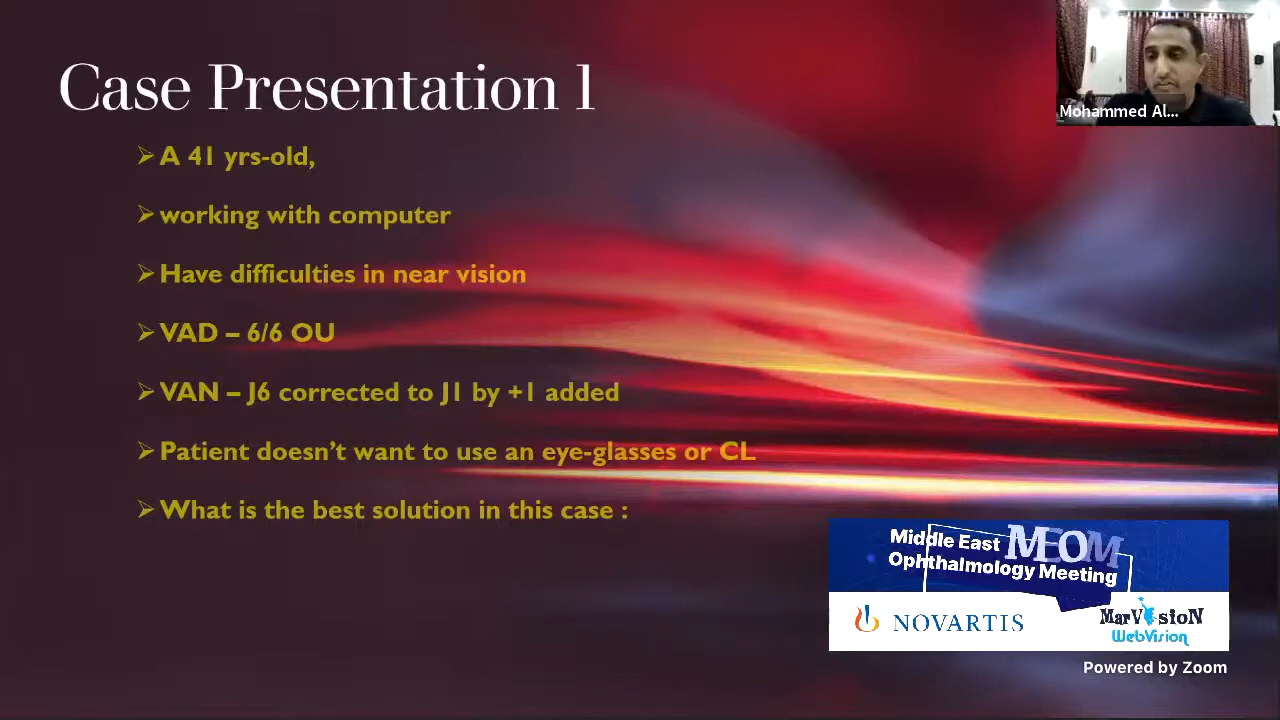 Case Presentation 1
Mohammed Al...
A 41 yrs-old,
working with computer
Have difficulties in near vision
VAD – 6/6 OU
VAN – J6 corrected to J1 by +1 added
Patient doesn't want to use an eye-glasses or CL
What is the best solution in this case :
Middle East MEOM
Ophthalmology Meeting
NOVARTIS
MarVision
WebVision
Powered by Zoom